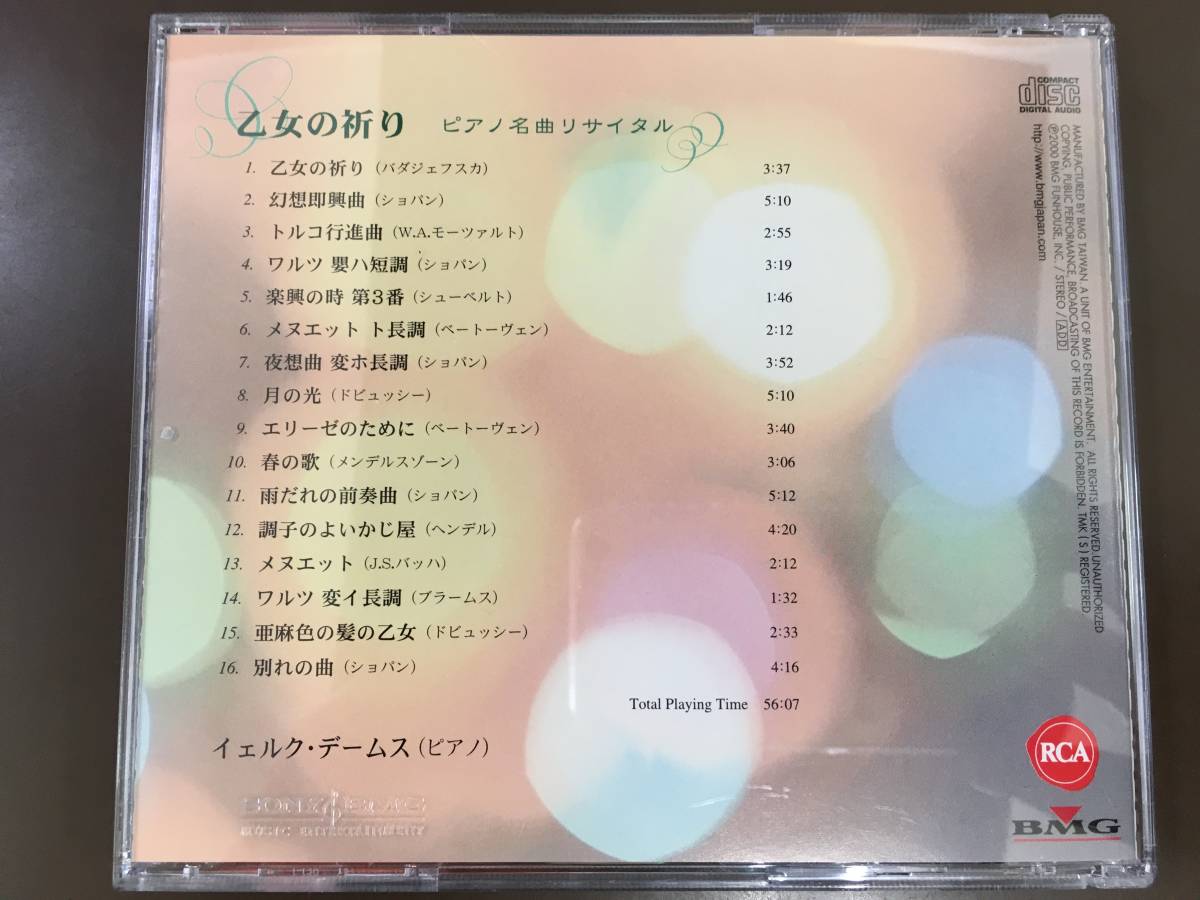 乙女の祈り ピアノ名曲リサイタル
1. 乙女の祈り (バダジェフスカ) 3:37
2. 幻想即興曲 (ショパン) 5:10
3. トルコ行進曲 (W.A.モーツァルト) 2:55
4. ワルツ 嬰ハ短調 (ショパン) 3:19
5. 楽興の時 第3番 (シューベルト) 1:46
6. メヌエット ト長調 (ベートーヴェン) 2:12
7. 夜想曲 変ホ長調 (ショパン) 3:52
8. 月の光 (ドビュッシー) 5:10
9. エリーゼのために (ベートーヴェン) 3:40
10. 春の歌 (メンデルスゾーン) 3:06
11. 雨だれの前奏曲 (ショパン) 5:12
12. 調子のよいかじ屋 (ヘンデル) 4:20
13. メヌエット (J.S.バッハ) 2:12
14. ワルツ 変イ長調 (ブラームス) 1:32
15. 亜麻色の髪の乙女 (ドビュッシー) 2:33
16. 別れの曲 (ショパン) 4:16
Total Playing Time 56:07
イェルク・デームス (ピアノ)
SONY BMG
MUSIC ENTERTAINMENT
COMPACT
disc
DIGITAL AUDIO
MANUFACTURED BY BMG TAIWAN, A UNIT OF BMG ENTERTAINMENT. ALL RIGHTS RESERVED. UNAUTHORIZED
COPYING, PUBLIC PERFORMANCE, BROADCASTING OF THIS RECORD IS FORBIDDEN. TMK(S) REGISTERED
℗2000 BMG FUNHOUSE, INC. / STEREO / ADD
http://www.bmgjapan.com
RCA
BMG